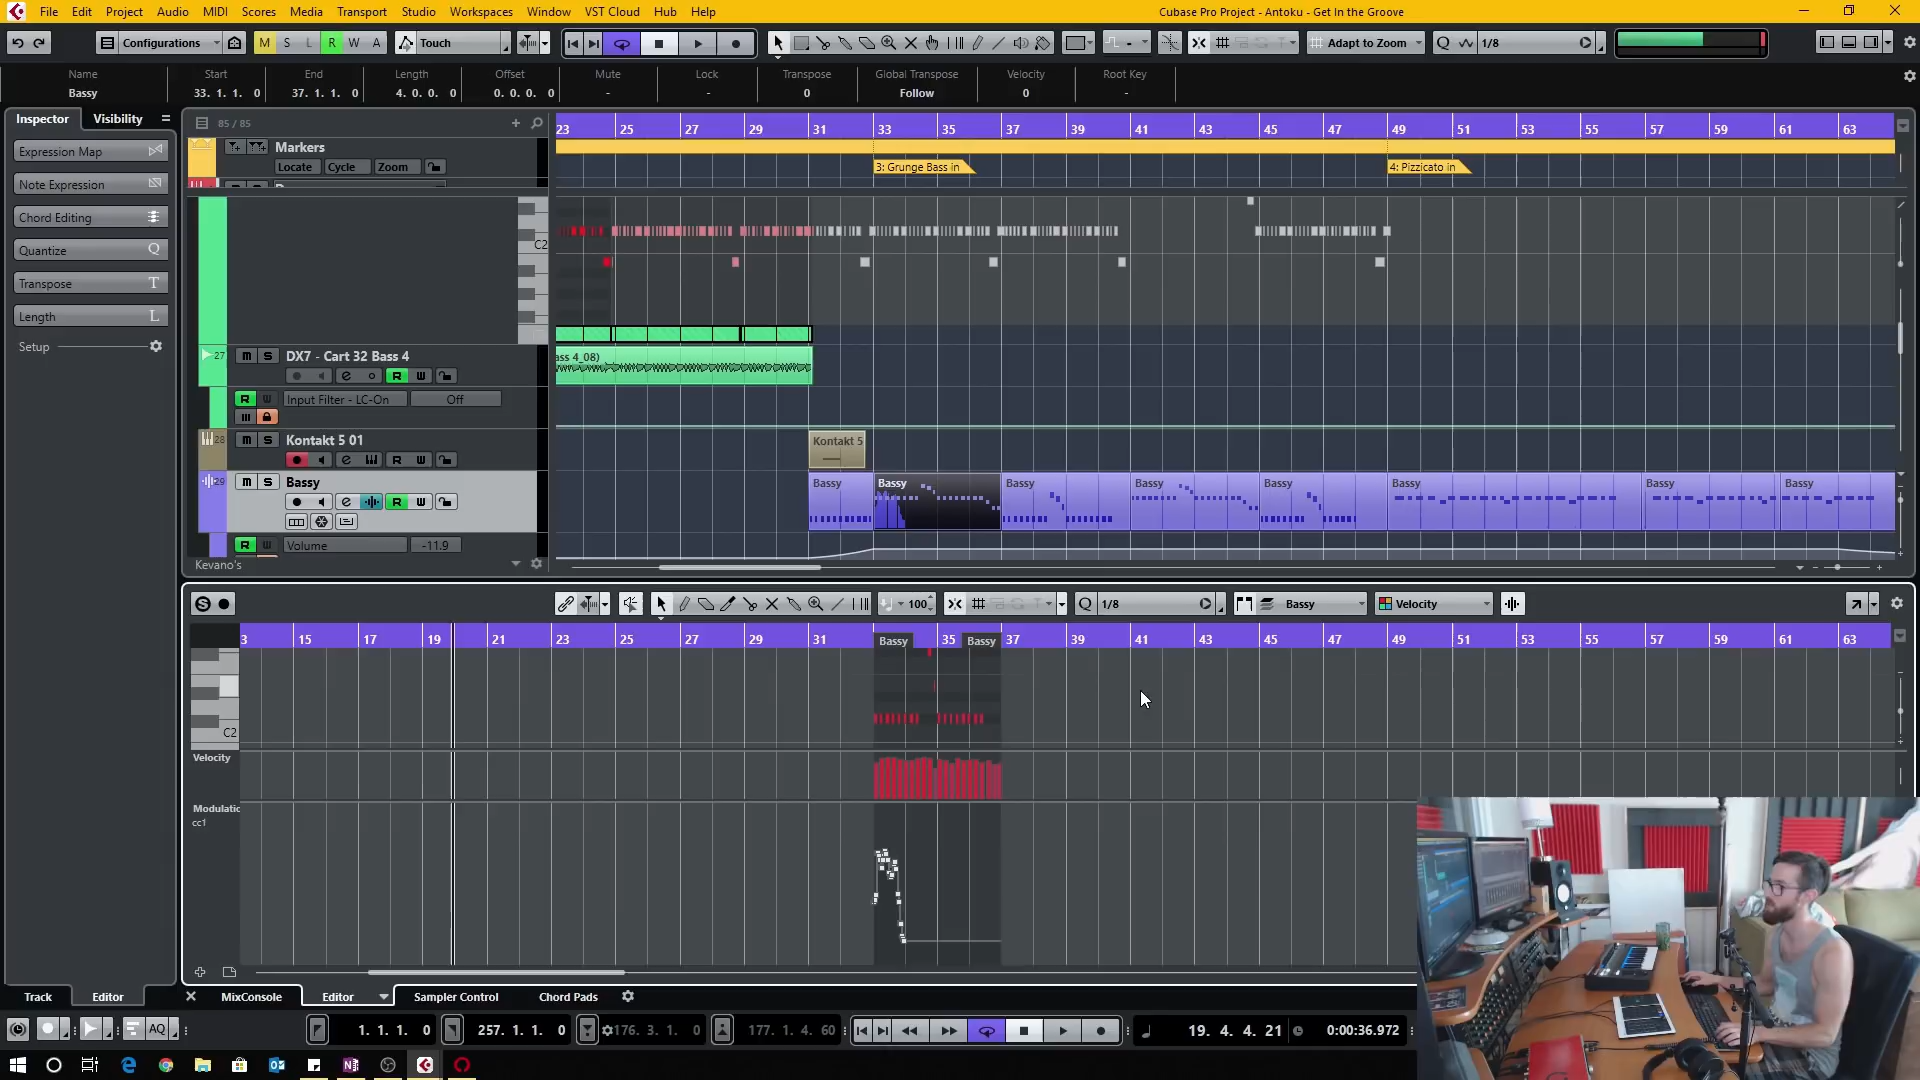 File Edit Project Audio MIDI Scores Media Transport Studio Workspaces Window VST Cloud Hub Help
Cubase Pro Project - Antoku - Get In the Groove
Configurations M S L R W A Touch Adapt to Zoom Q 1/8
Name Start End Length Offset Mute Lock Transpose Global Transpose Velocity Root Key
Bassy 33. 1. 1. 0 37. 1. 1. 0 4. 0. 0. 0 0. 0. 0. 0 - - 0 Follow 0 -
Inspector Visibility
Expression Map
Note Expression
Chord Editing
Quantize Q
Transpose T
Length L
Setup
85 / 85
23 25 27 29 31 33 35 37 39 41 43 45 47 49 51 53 55 57 59 61 63
Markers
Locate Cycle Zoom
3: Grunge Bass in 4: Pizzicato in
C2
27 DX7 - Cart 32 Bass 4
m S e R W
ass 4_08)
R W Input Filter - LC-On Off
28 m S Kontakt 5 01
e R W
Kontakt 5
29 m S Bassy
e R W
Bassy Bassy Bassy Bassy Bassy Bassy Bassy Bassy
R W Volume -11.9
Kevano's
S 100 Q 1/8 Bassy Velocity
3 15 17 19 21 23 25 27 29 31 Bassy 35 Bassy 37 39 41 43 45 47 49 51 53 55 57 59 61 63
C2
Velocity
Modulatic
cc1
Track Editor MixConsole Editor Sampler Control Chord Pads
AQ 1. 1. 1. 0 257. 1. 1. 0 176. 3. 1. 0 177. 1. 4. 60 19. 4. 4. 21 0:00:36.972